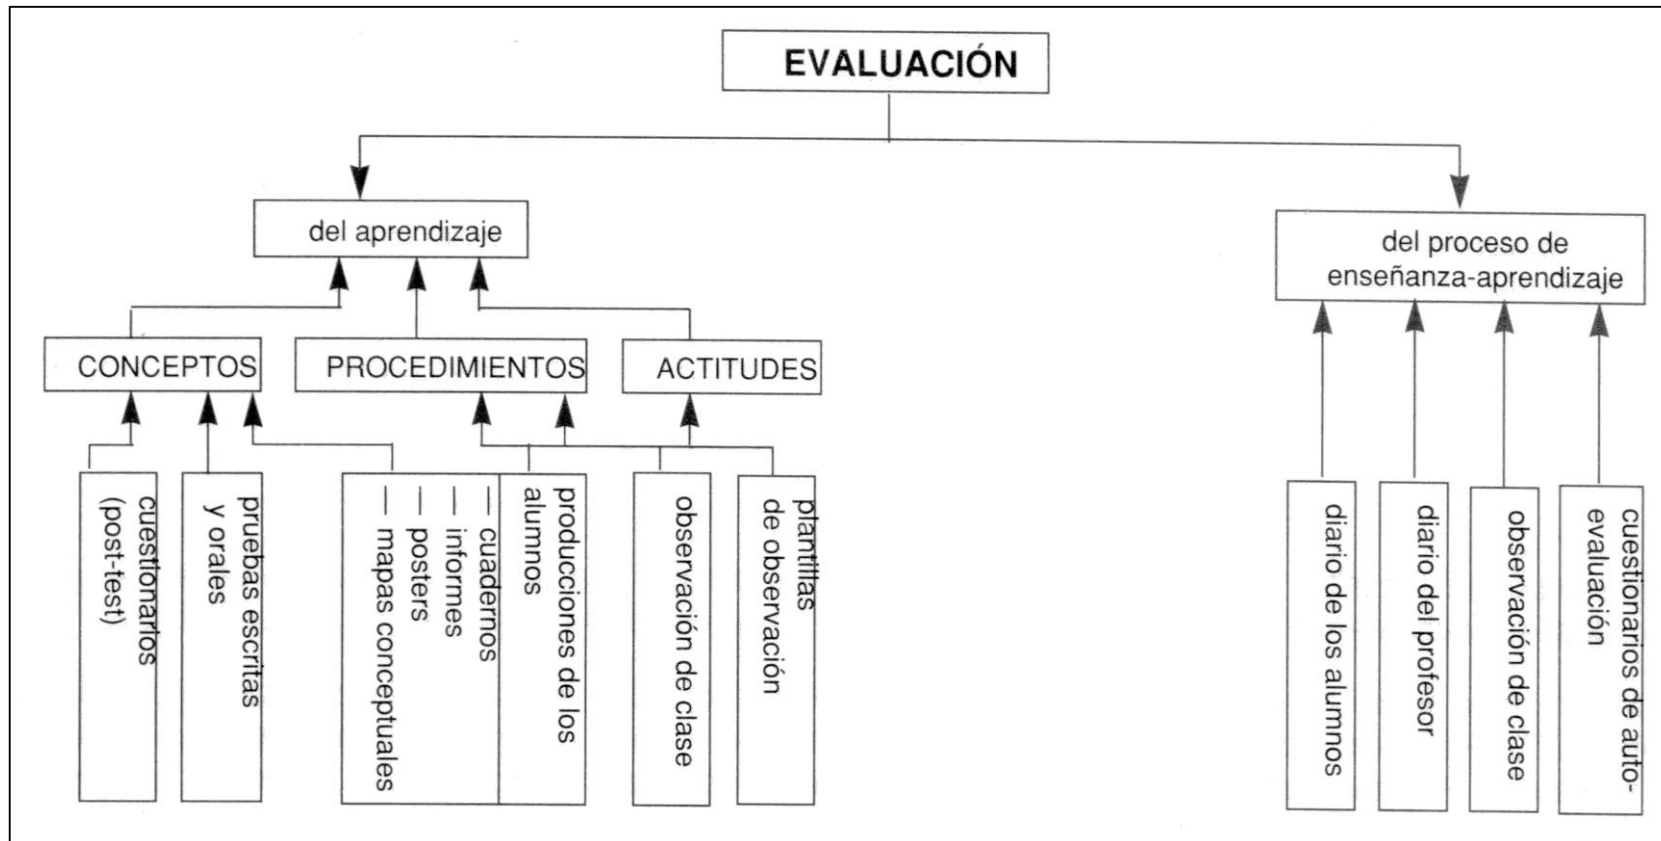 EVALUACIÓN
del aprendizaje
del proceso de
enseñanza-aprendizaje
CONCEPTOS
PROCEDIMIENTOS
ACTITUDES
cuestionarios
(post-test)
pruebas escritas
y orales
producciones de los
alumnos
— cuadernos
— informes
— posters
— mapas conceptuales
observación de clase
plantillas
de observación
diario de los alumnos
diario del profesor
observación de clase
cuestionarios de auto-
evaluación